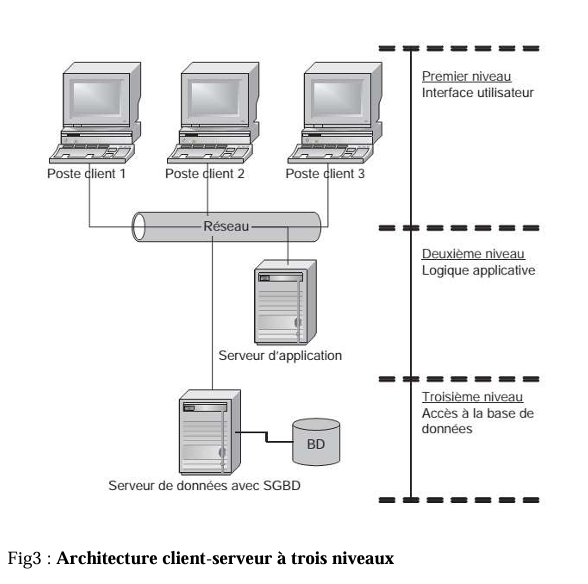 Premier niveau
Interface utilisateur
Poste client 1
Poste client 2
Poste client 3
Réseau
Deuxième niveau
Logique applicative
Serveur d'application
Troisième niveau
Accès à la base de
données
BD
Serveur de données avec SGBD
Fig3 : Architecture client-serveur à trois niveaux